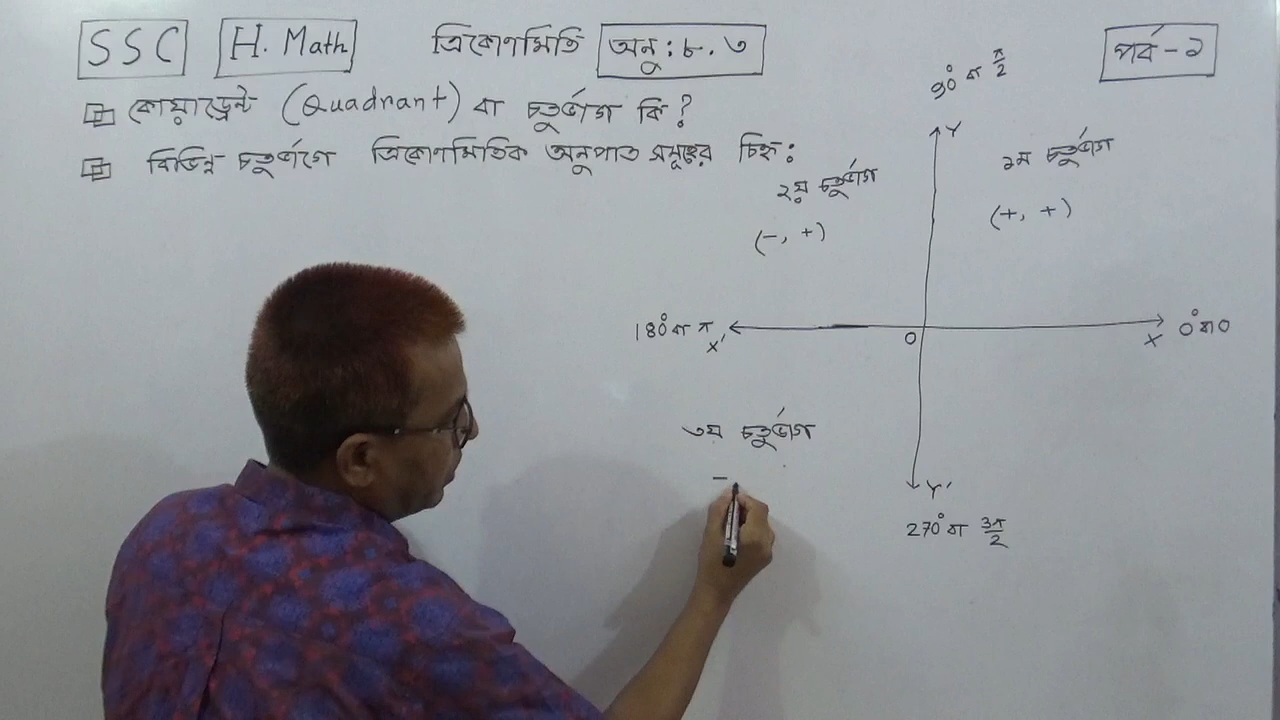 SSC H. Math ত্রিকোণমিতি অনু : ৮.৩ পর্ব - ১
কোয়াড্রেন্ট (Quadrant) বা চতুর্ভাগ কি ?
বিভিন্ন চতুর্ভাগে ত্রিকোণমিতিক অনুপাত সমূহের চিহ্ন :
90° বা π/2
Y
২য় চতুর্ভাগ ১ম চতুর্ভাগ
(-, +) (+, +)
180° বা π X' O X 0° বা 0
৩য় চতুর্ভাগ
-
Y'
270° বা 3π/2